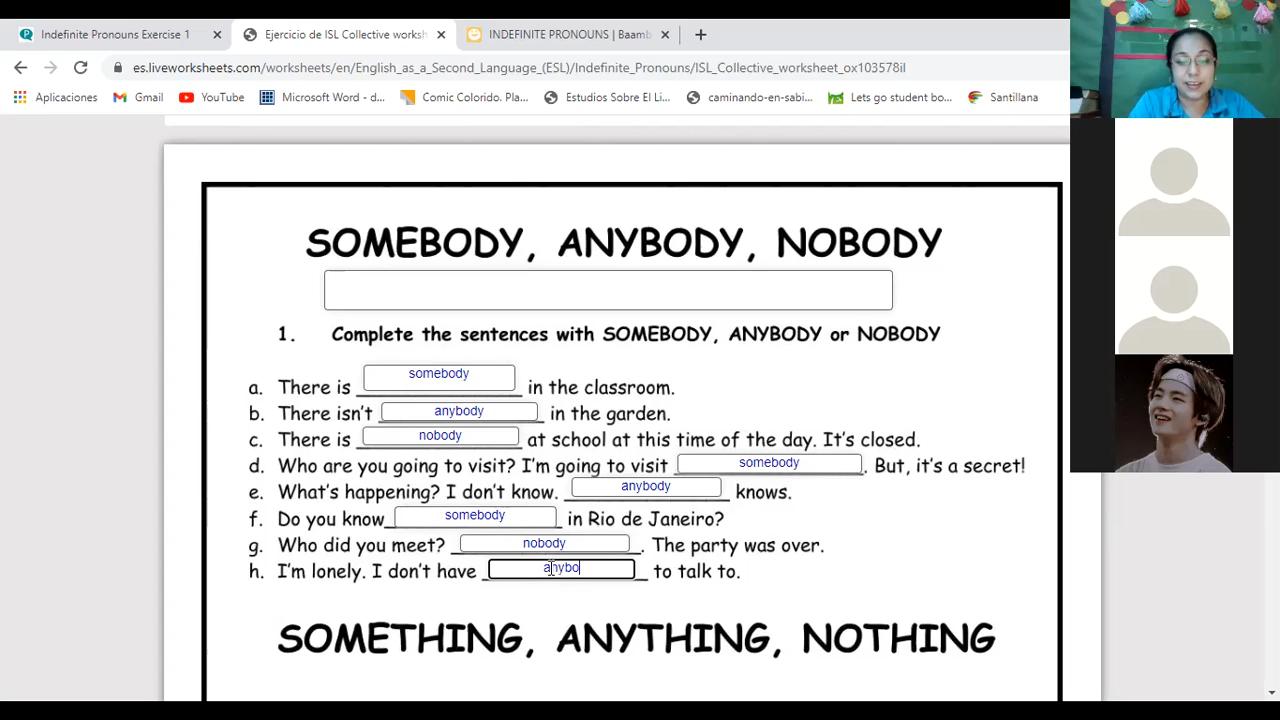 Indefinite Pronouns Exercise 1
Ejercicio de ISL Collective worksh
INDEFINITE PRONOUNS | Baamb
es.liveworksheets.com/worksheets/en/English_as_a_Second_Language_(ESL)/Indefinite_Pronouns/ISL_Collective_worksheet_ox103578il
Aplicaciones Gmail YouTube Microsoft Word - d... Comic Colorido. Pla... Estudios Sobre El Li... caminando-en-sabi... Lets go student bo... Santillana
SOMEBODY, ANYBODY, NOBODY
1. Complete the sentences with SOMEBODY, ANYBODY or NOBODY
a. There is somebody in the classroom.
b. There isn't anybody in the garden.
c. There is nobody at school at this time of the day. It's closed.
d. Who are you going to visit? I'm going to visit somebody. But, it's a secret!
e. What's happening? I don't know. anybody knows.
f. Do you know somebody in Rio de Janeiro?
g. Who did you meet? nobody. The party was over.
h. I'm lonely. I don't have anybo to talk to.
SOMETHING, ANYTHING, NOTHING